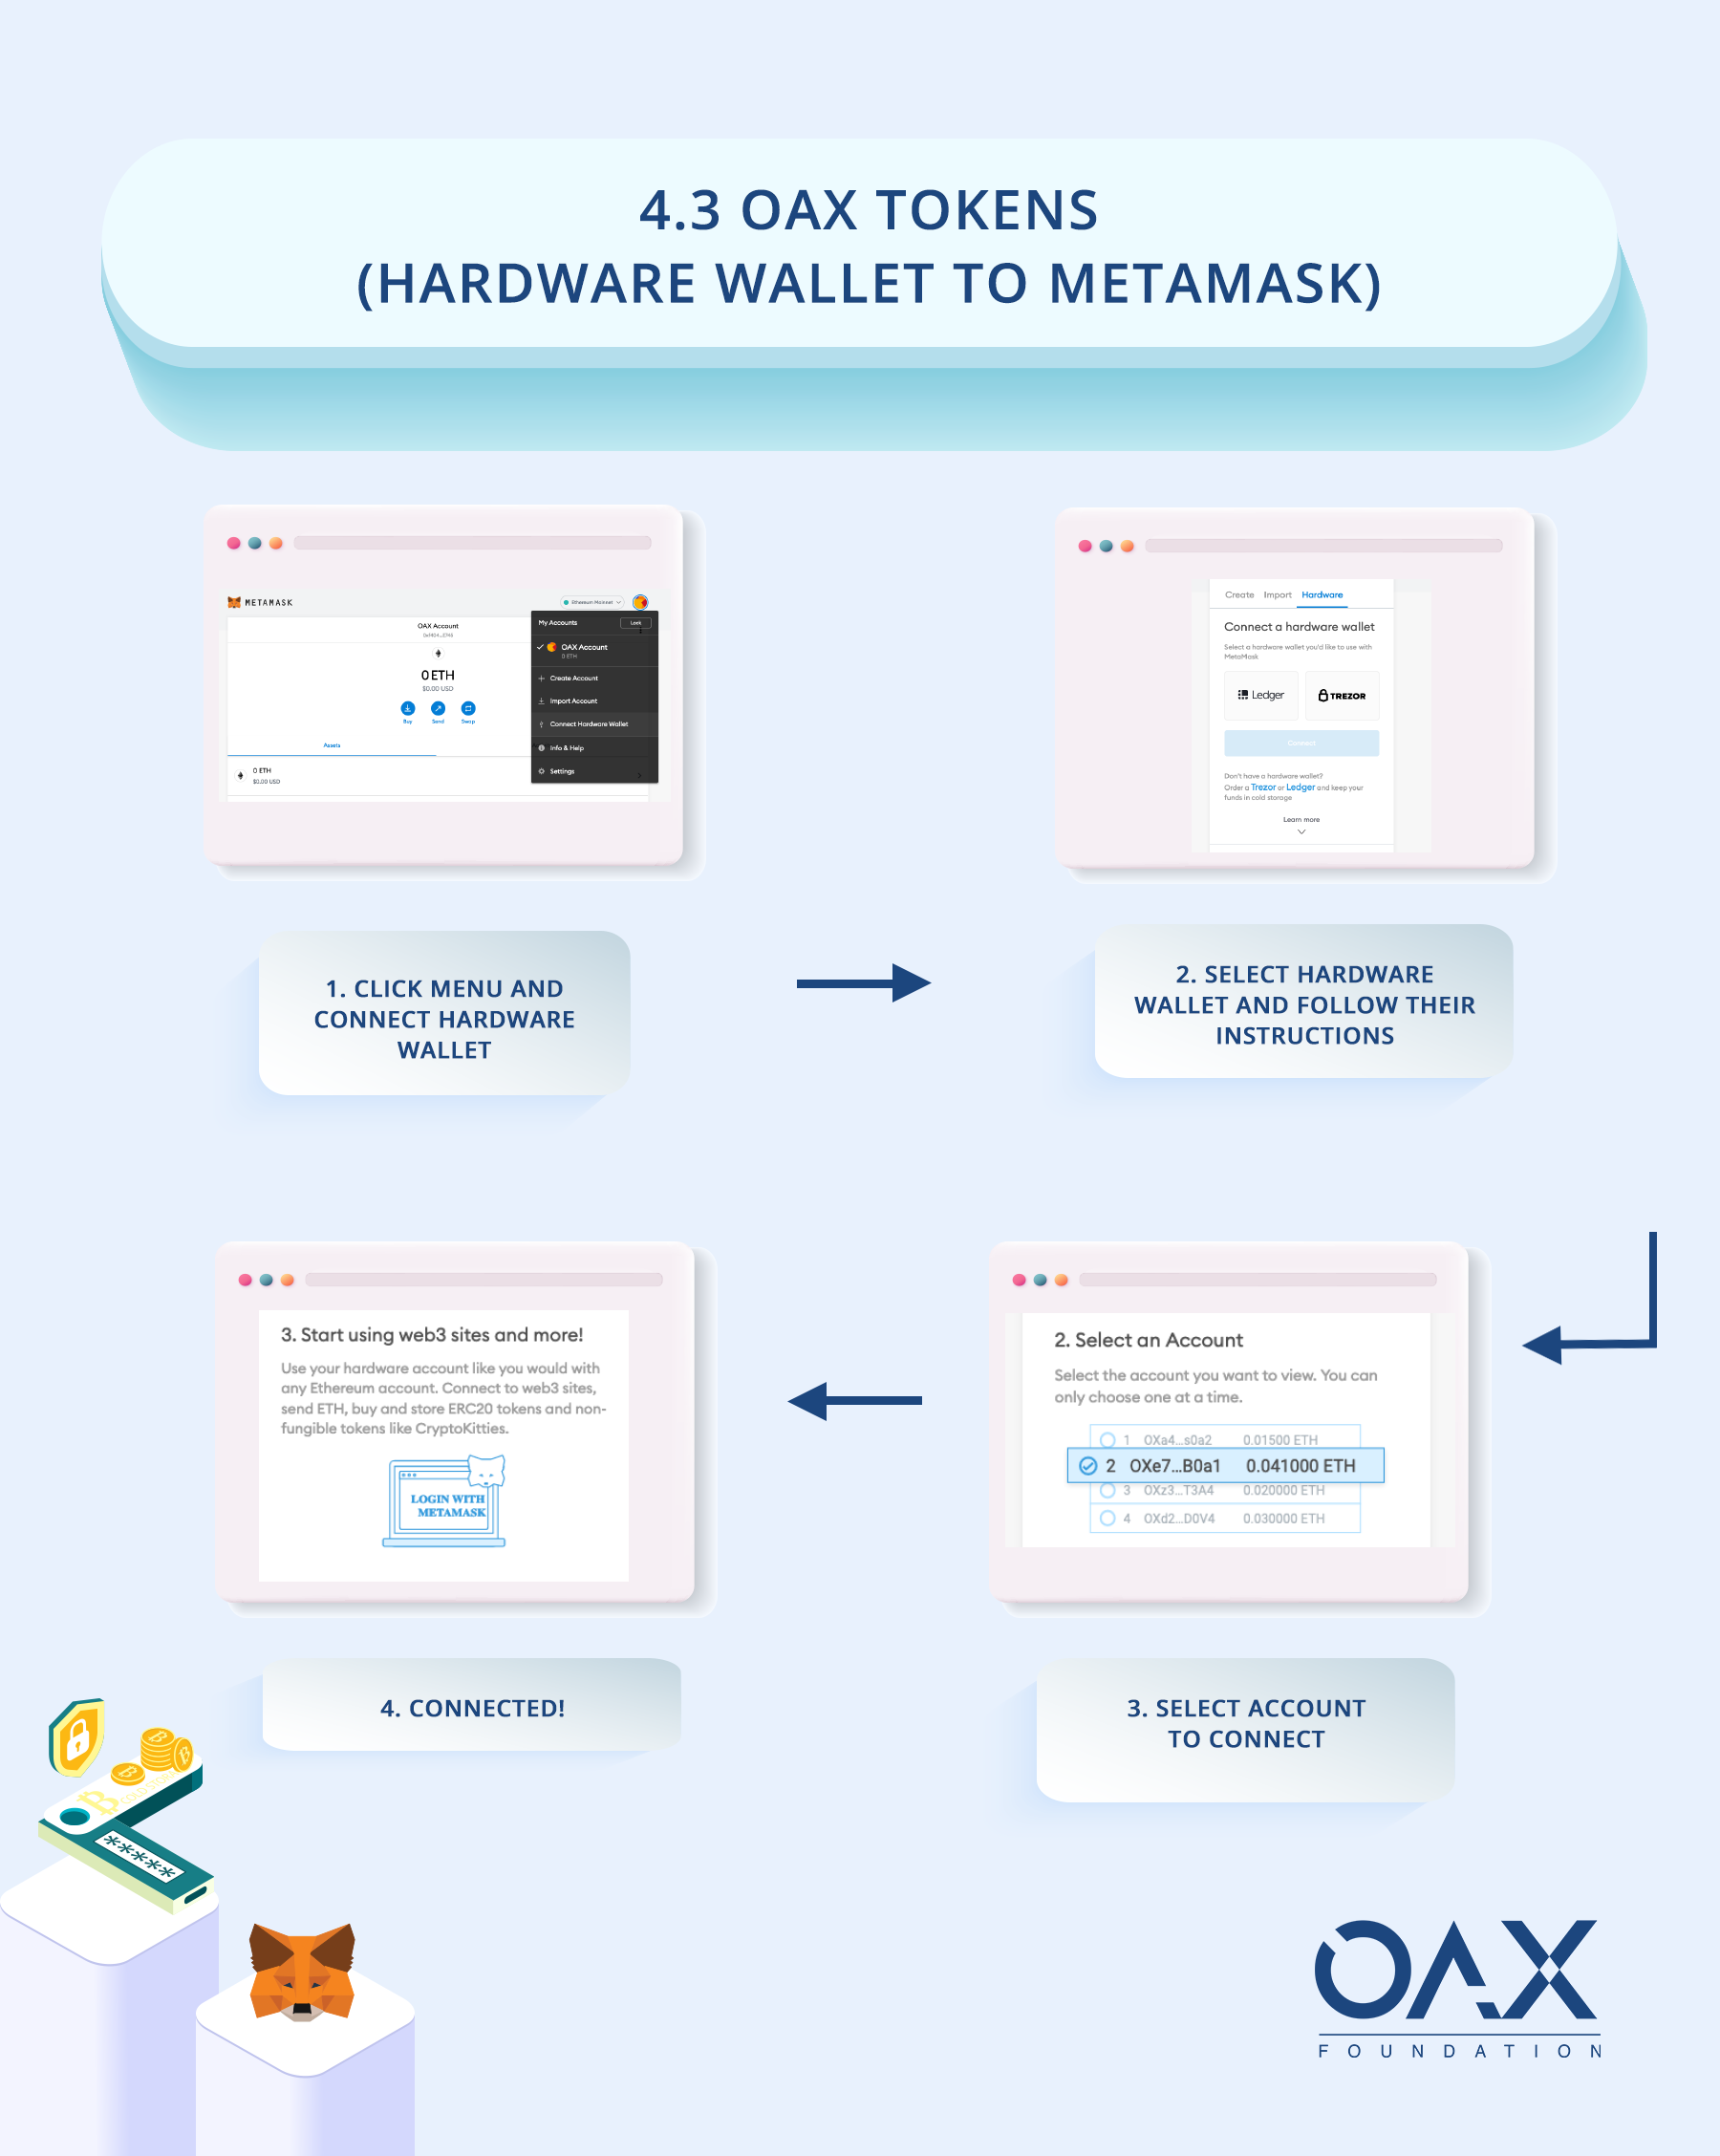 4.3 OAX TOKENS
(HARDWARE WALLET TO METAMASK)
METAMASK
Ethereum Mainnet
OAX Account
0 ETH
$0.00 USD
Buy Send Swap
Assets
0 ETH
$0.00 USD
My Accounts Lock
OAX Account
0 ETH
Create Account
Import Account
Connect Hardware Wallet
Info & Help
Settings
1. CLICK MENU AND
CONNECT HARDWARE
WALLET
Create Import Hardware
Connect a hardware wallet
Select a hardware wallet you'd like to use with
MetaMask
Ledger TREZOR
Connect
Don't have a hardware wallet?
Order a Trezor or Ledger and keep your
funds in cold storage
Learn more
2. SELECT HARDWARE
WALLET AND FOLLOW THEIR
INSTRUCTIONS
2. Select an Account
Select the account you want to view. You can
only choose one at a time.
1 OXa4...s0a2 0.01500 ETH
2 OXe7...B0a1 0.041000 ETH
3 OXz3...T3A4 0.020000 ETH
4 OXd2...D0V4 0.030000 ETH
3. SELECT ACCOUNT
TO CONNECT
3. Start using web3 sites and more!
Use your hardware account like you would with
any Ethereum account. Connect to web3 sites,
send ETH, buy and store ERC20 tokens and non-
fungible tokens like CryptoKitties.
LOGIN WITH
METAMASK
4. CONNECTED!
*****
OAX
FOUNDATION